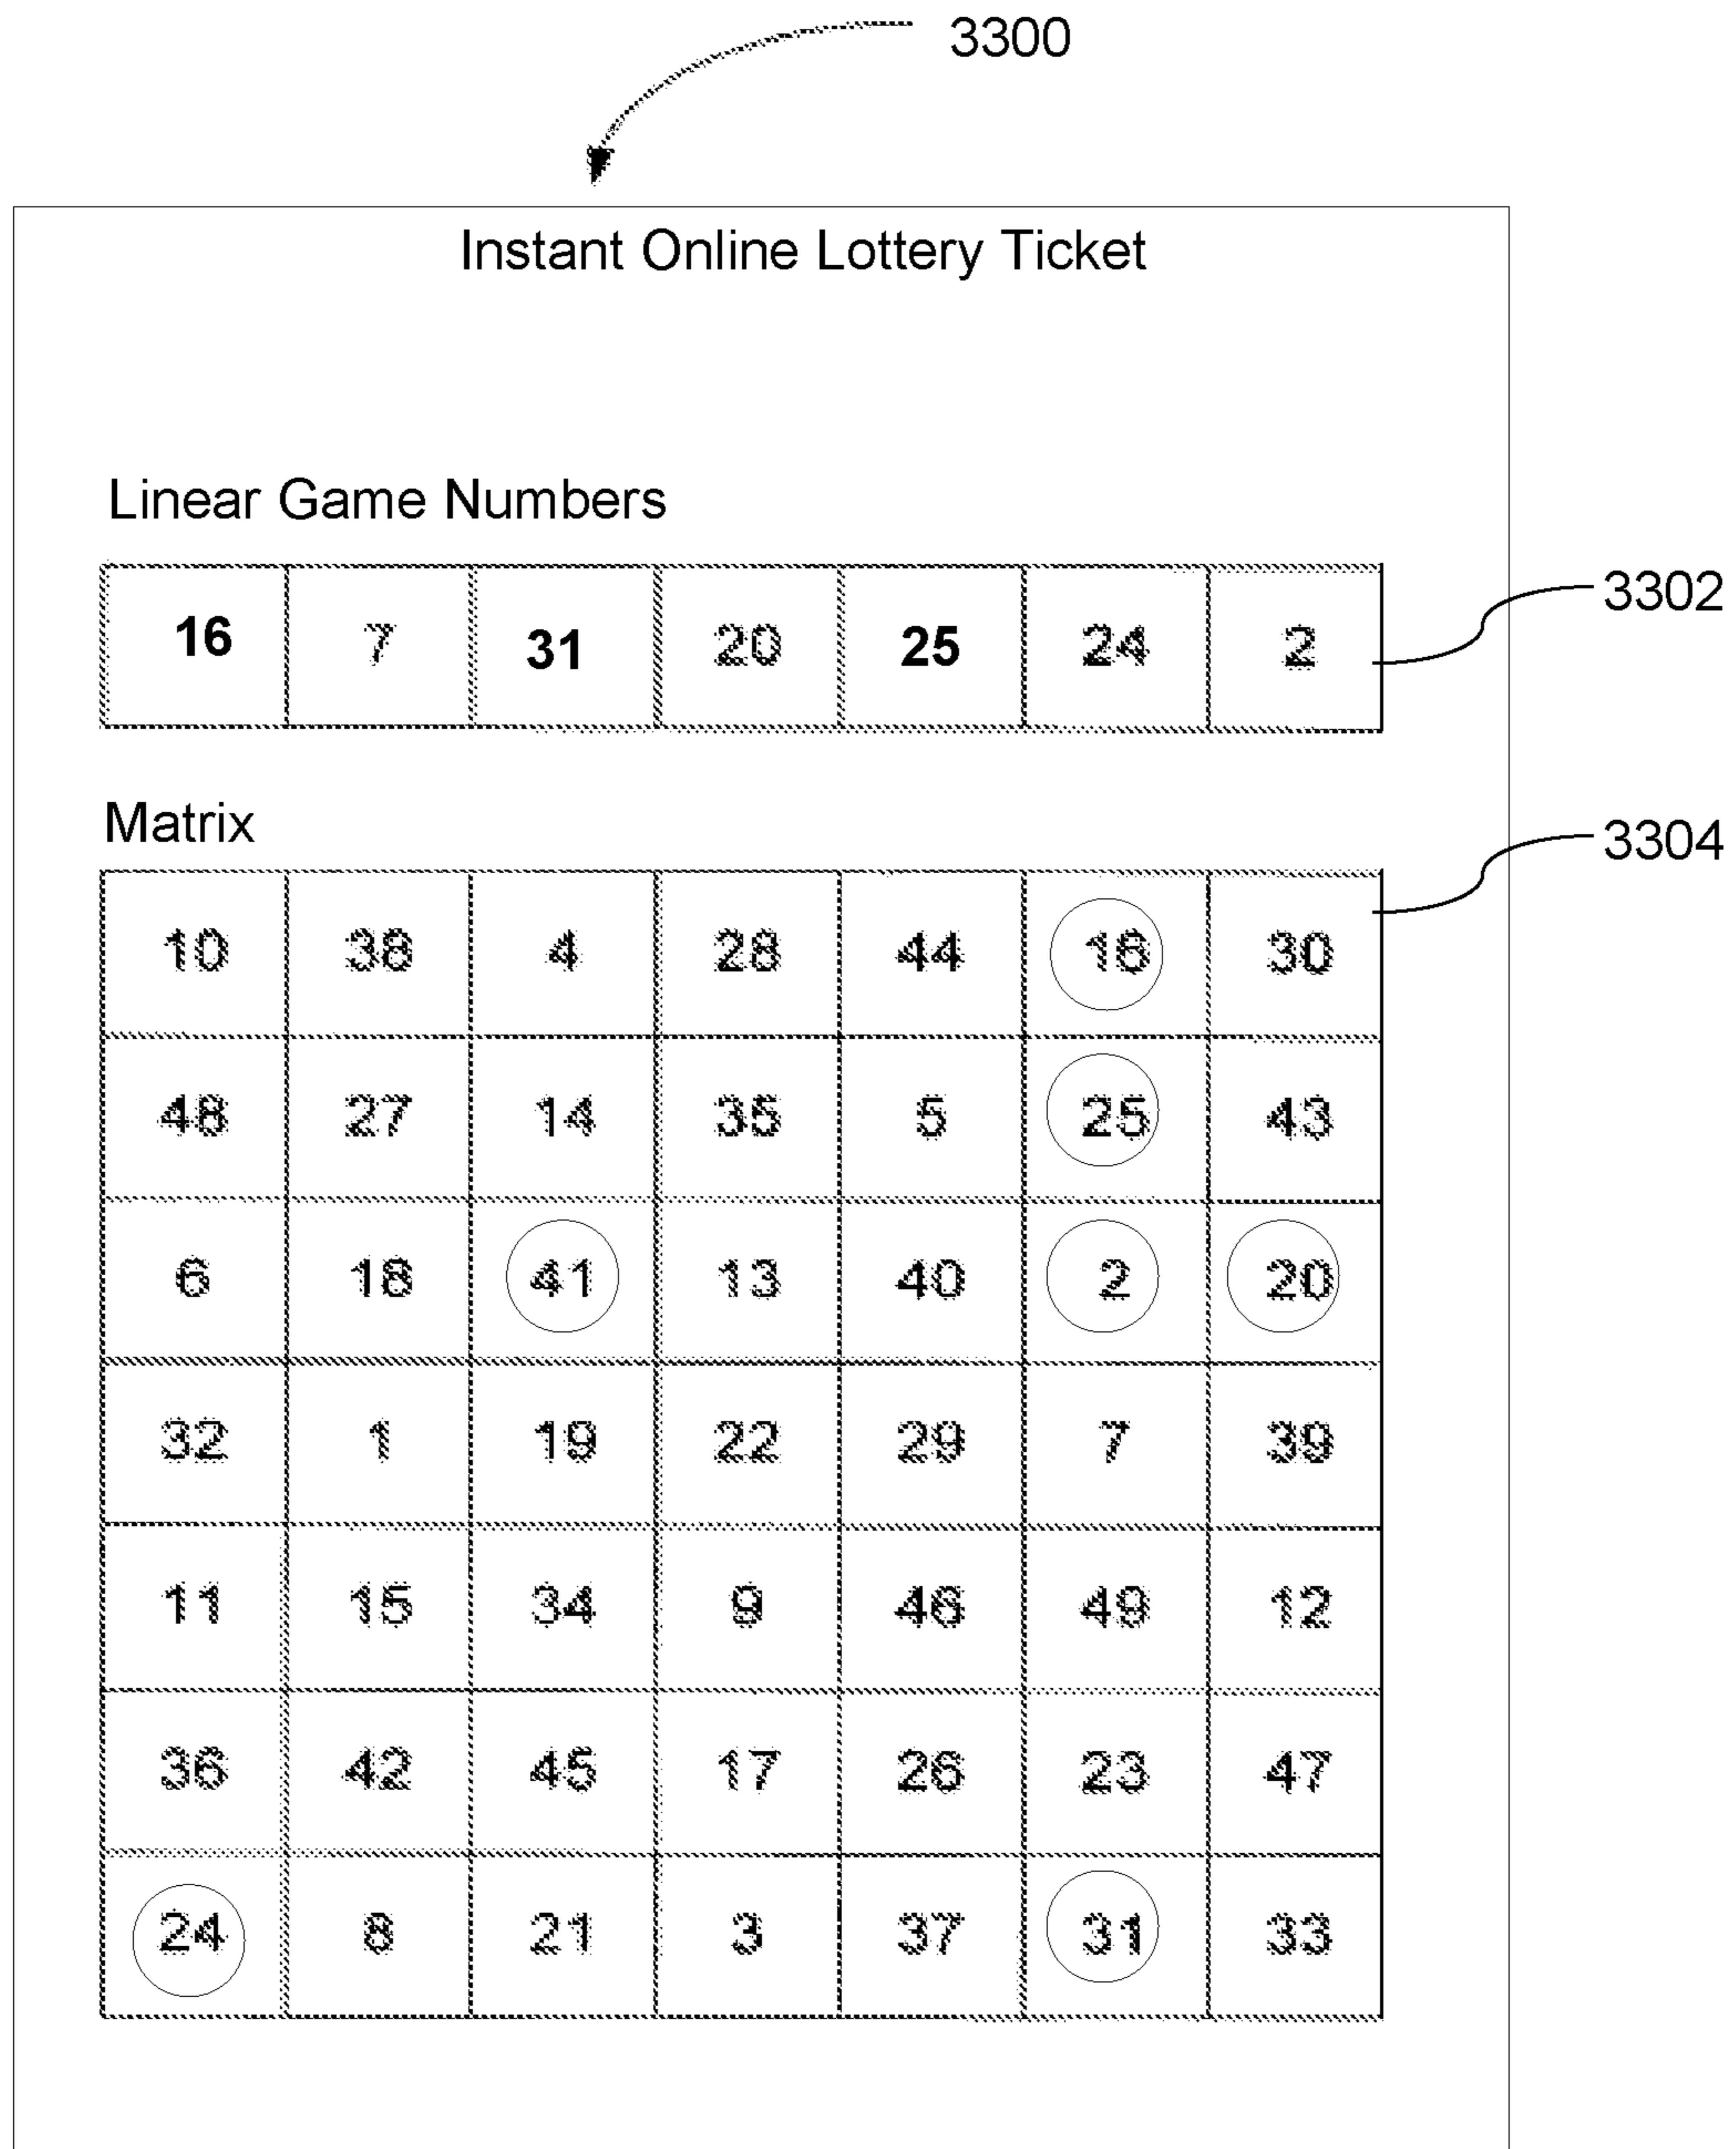 3300
Instant Online Lottery Ticket
Linear Game Numbers
16 7 31 20 25 24 2
3302
Matrix
3304
10 38 4 28 44 16 30
48 27 14 35 5 25 43
6 18 41 13 40 2 20
32 1 19 22 29 7 39
11 15 34 9 46 49 12
36 42 45 17 26 23 47
24 8 21 3 37 31 33